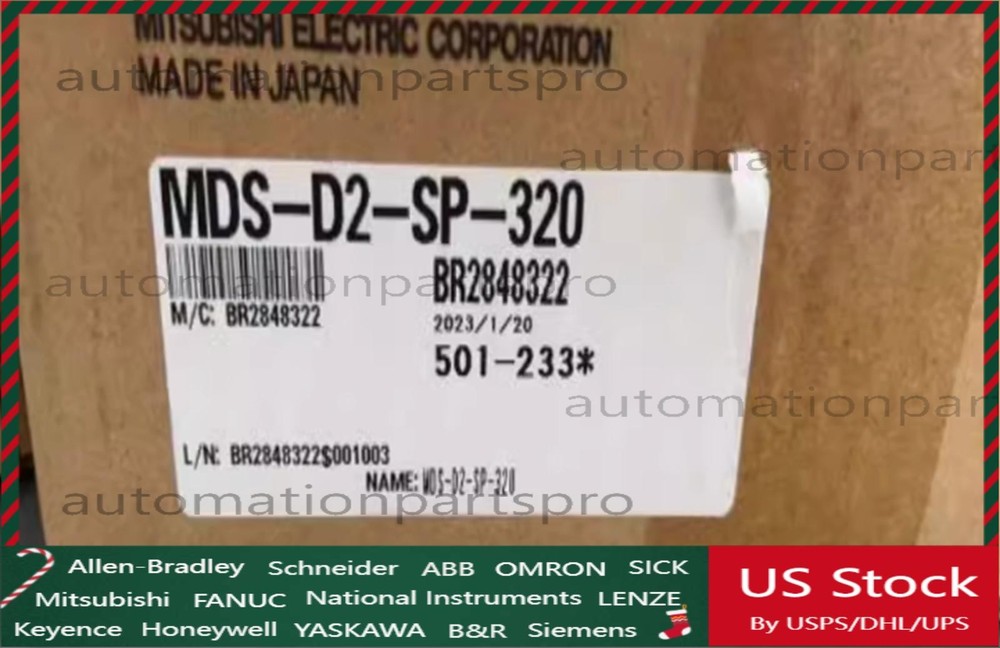 MITSUBISHI ELECTRIC CORPORATION
automationpartspro
MADE IN JAPAN
automationpar
MDS-D2-SP-320
BR2848322
automationpartspro
M/C: BR2848322
2023/1/20
501-233*
automationpar
L/N: BR2848322$001003
NAME: MDS-D2-SP-320
automationpartspro
Allen-Bradley Schneider ABB OMRON SICK
Mitsubishi FANUC National Instruments LENZE
Keyence Honeywell YASKAWA B&R Siemens
US Stock
By USPS/DHL/UPS